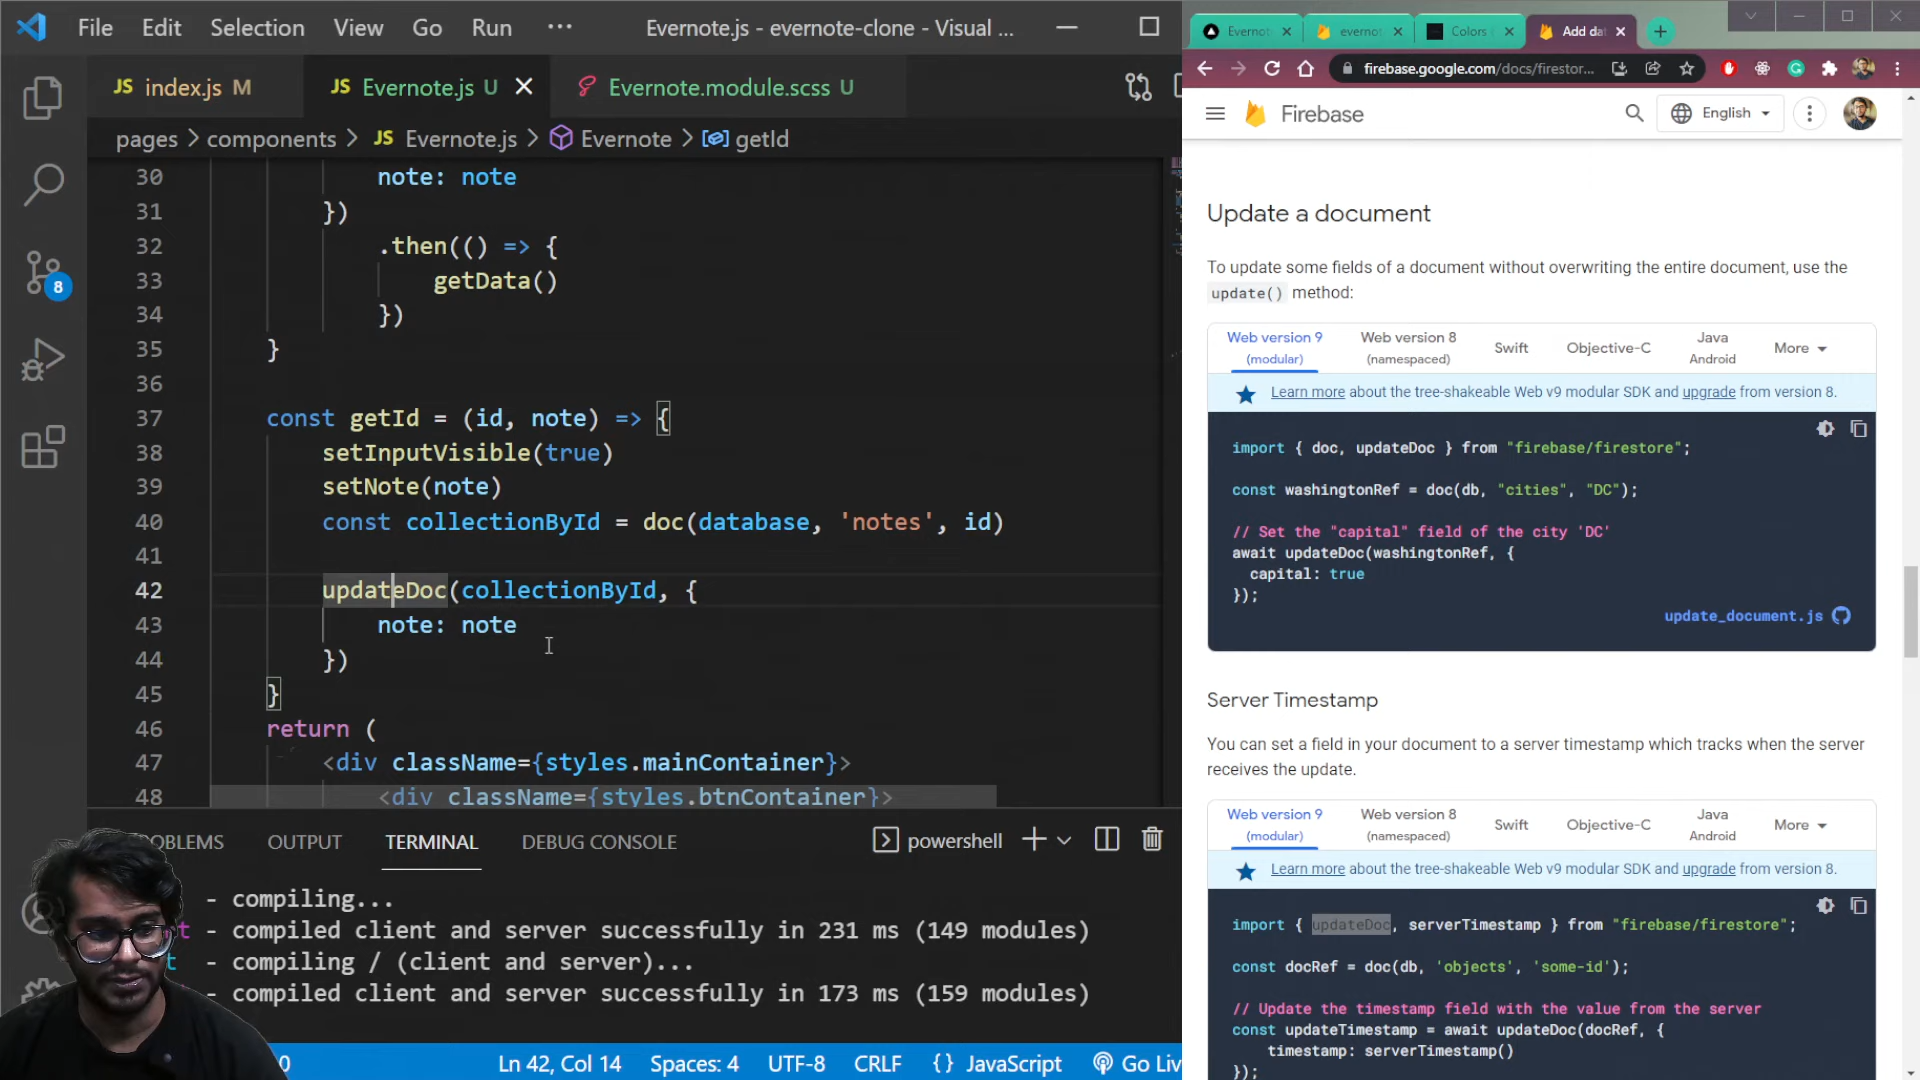 File Edit Selection View Go Run ··· Evernote.js - evernote-clone - Visual ...
JS index.js M JS Evernote.js U Evernote.module.scss U
pages > components > JS Evernote.js > Evernote > getId
30 note: note
31 })
32 .then(() => {
33 getData()
34 })
35 }
36
37 const getId = (id, note) => {
38 setInputVisible(true)
39 setNote(note)
40 const collectionById = doc(database, 'notes', id)
41
42 updateDoc(collectionById, {
43 note: note
44 })
45 }
46 return (
47 <div className={styles.mainContainer}>
48 <div className={styles.btnContainer}>
8
OBLEMS OUTPUT TERMINAL DEBUG CONSOLE powershell
- compiling...
nt - compiled client and server successfully in 231 ms (149 modules)
t - compiling / (client and server)...
- compiled client and server successfully in 173 ms (159 modules)
0 Ln 42, Col 14 Spaces: 4 UTF-8 CRLF {} JavaScript Go Liv
Evernot evernot Colors Add dat
firebase.google.com/docs/firestor...
Firebase English
Update a document
To update some fields of a document without overwriting the entire document, use the
update() method:
Web version 9 (modular) Web version 8 (namespaced) Swift Objective-C Java Android More
Learn more about the tree-shakeable Web v9 modular SDK and upgrade from version 8.
import { doc, updateDoc } from "firebase/firestore";
const washingtonRef = doc(db, "cities", "DC");
// Set the "capital" field of the city 'DC'
await updateDoc(washingtonRef, {
capital: true
});
update_document.js
Server Timestamp
You can set a field in your document to a server timestamp which tracks when the server
receives the update.
Web version 9 (modular) Web version 8 (namespaced) Swift Objective-C Java Android More
Learn more about the tree-shakeable Web v9 modular SDK and upgrade from version 8.
import { updateDoc, serverTimestamp } from "firebase/firestore";
const docRef = doc(db, 'objects', 'some-id');
// Update the timestamp field with the value from the server
const updateTimestamp = await updateDoc(docRef, {
timestamp: serverTimestamp()
});